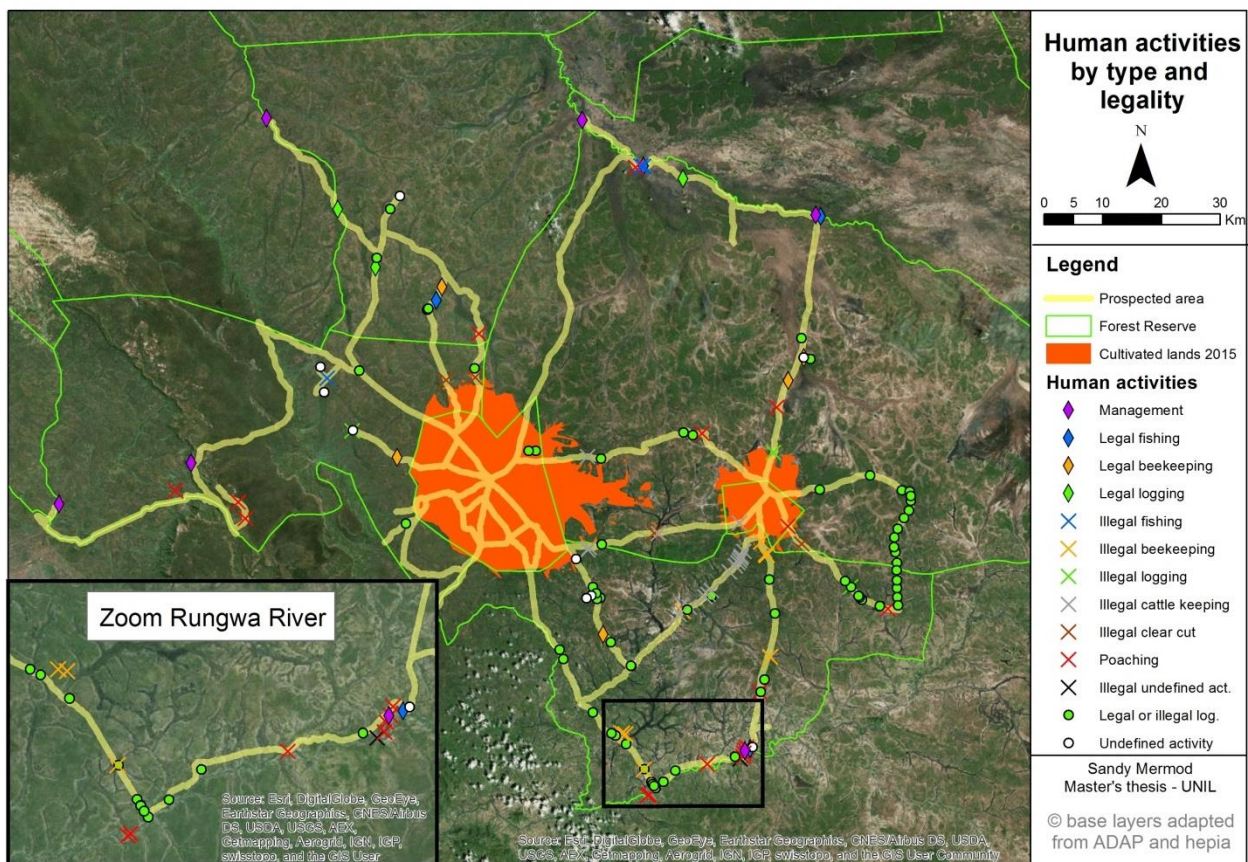 Human activities
by type and
legality
N
0 5 10 20 30
Km
Legend
Prospected area
Forest Reserve
Cultivated lands 2015
Human activities
Management
Legal fishing
Legal beekeeping
Legal logging
Illegal fishing
Illegal beekeeping
Illegal logging
Illegal cattle keeping
Illegal clear cut
Poaching
Illegal undefined act.
Legal or illegal log.
Undefined activity
Sandy Mermod
Master's thesis - UNIL
© base layers adapted
from ADAP and hepia
Zoom Rungwa River
Source: Esri, DigitalGlobe, GeoEye,
Earthstar Geographics, CNES/Airbus
DS, USDA, USGS, AEX,
Getmapping, Aerogrid, IGN, IGP,
swisstopo, and the GIS User
Source: Esri, DigitalGlobe, GeoEye, Earthstar Geographics, CNES/Airbus DS, USDA,
USGS, AEX, Getmapping, Aerogrid, IGN, IGP, swisstopo, and the GIS User Community